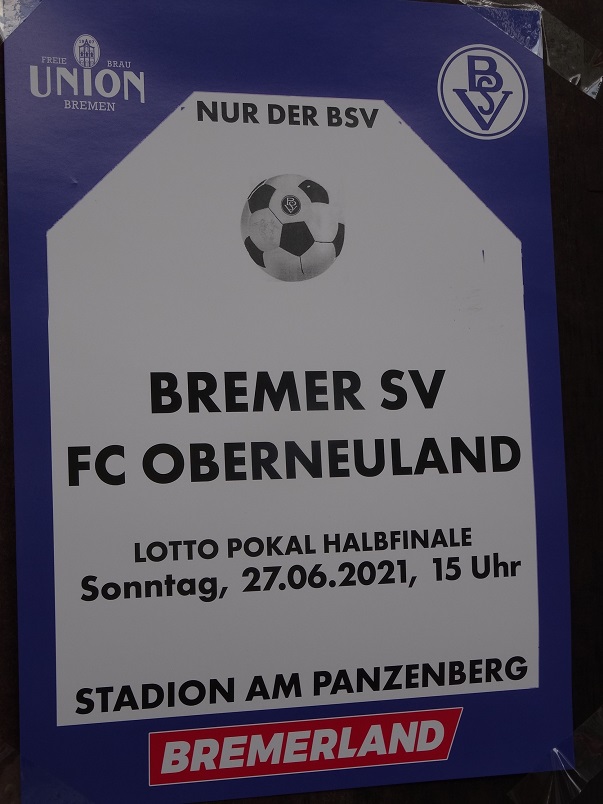 FREIE BRAU
UNION
BREMEN
BSV
NUR DER BSV
BREMER SV
FC OBERNEULAND
LOTTO POKAL HALBFINALE
Sonntag, 27.06.2021, 15 Uhr
STADION AM PANZENBERG
BREMERLAND